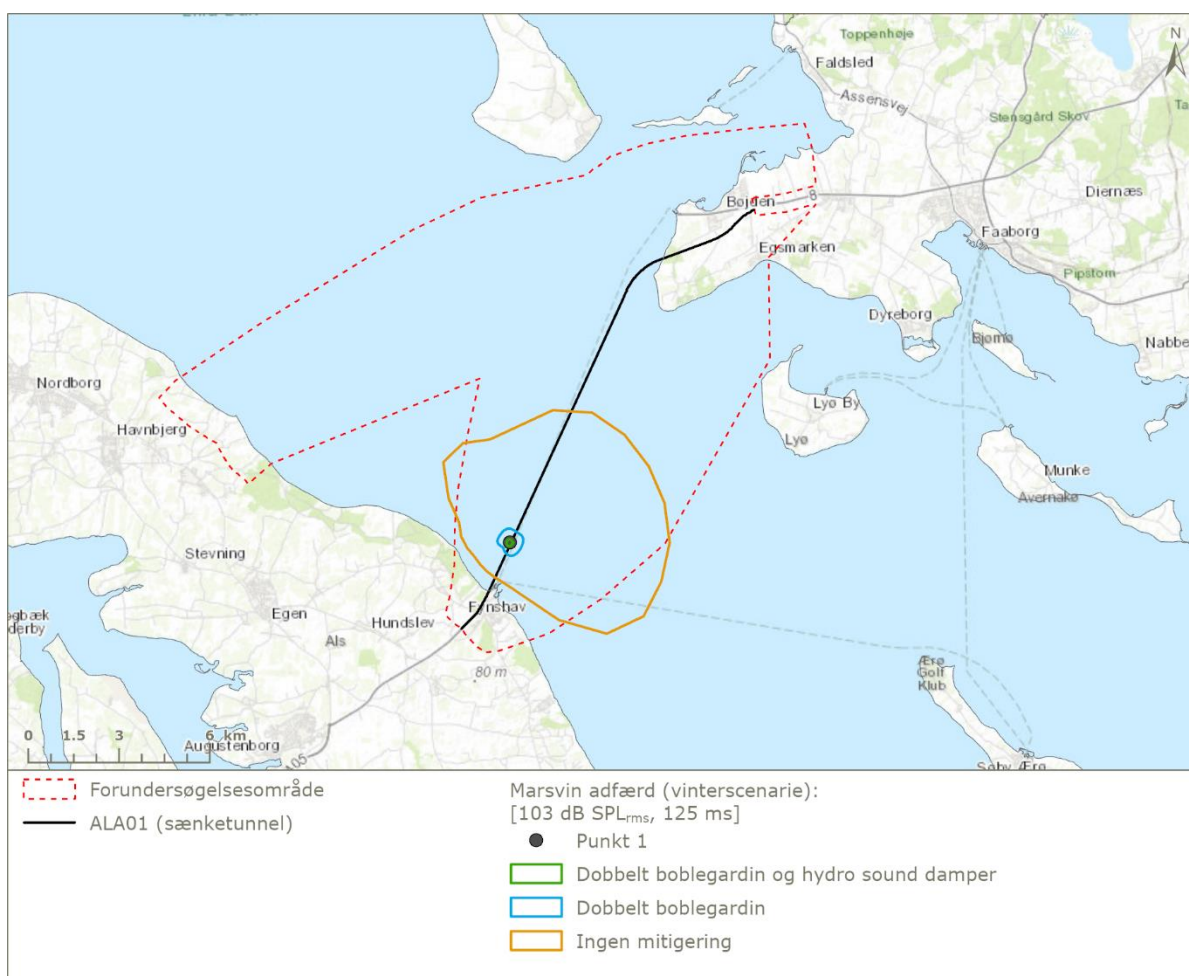 Toppenhøje
Faldsled
N
Assensvej
Stensgård Skov
Diernæs
Bøjden
8
Faaborg
Egsmarken
Pipstorn
Dyreborg
Bjørnø
Nordborg
Havnbjerg
Lyø By
Lyø
Munke
Avernakø
Stevning
Egen
Fynshav
Hundslev
Als
80 m
Ærø
Golf
Klub
0 1.5 3 6 km
Augustenborg
Søby Ærø
Forundersøgelsesområde
ALA01 (sænketunnel)
Marsvin adfærd (vinterscenarie):
[103 dB SPLrms, 125 ms]
Punkt 1
Dobbelt boblegardin og hydro sound damper
Dobbelt boblegardin
Ingen mitigering